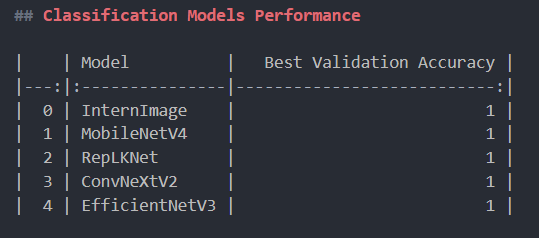 ## Classification Models Performance
|    | Model          |   Best Validation Accuracy |
|---:|:---------------|---------------------------:|
|  0 | InternImage    |                          1 |
|  1 | MobileNetV4    |                          1 |
|  2 | RepLKNet       |                          1 |
|  3 | ConvNeXtV2     |                          1 |
|  4 | EfficientNetV3 |                          1 |